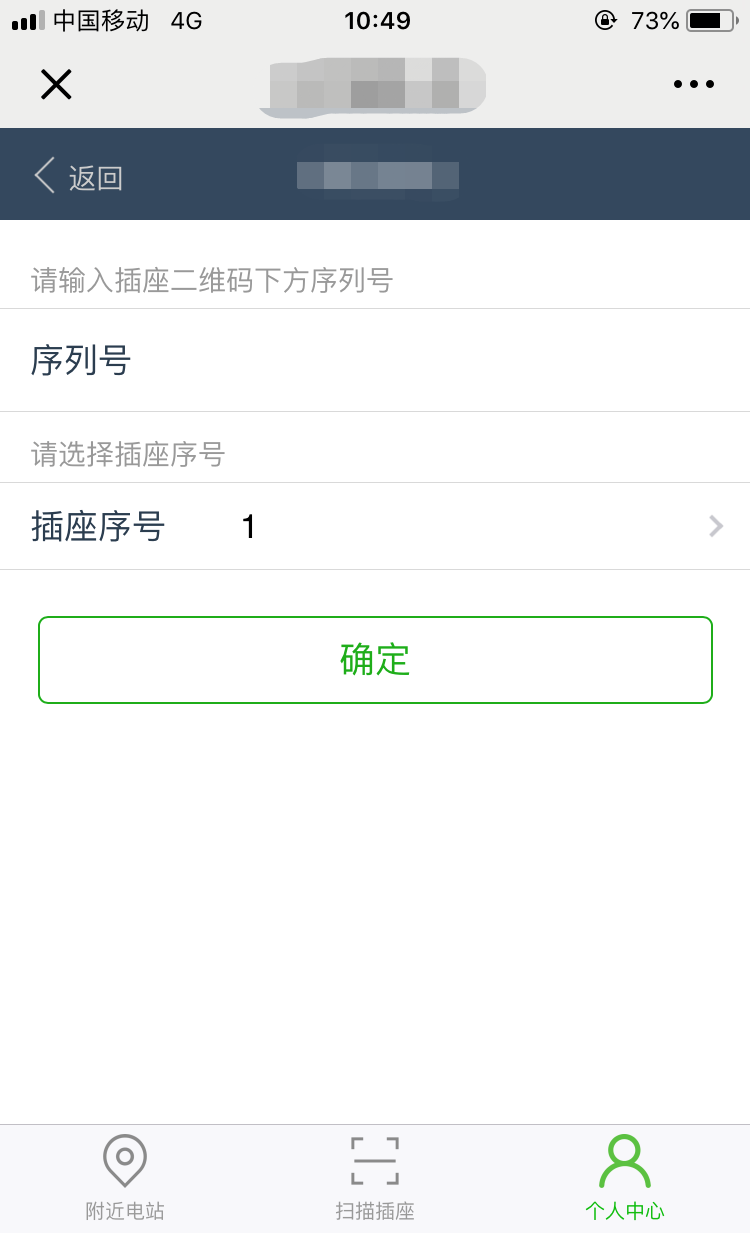 中国移动 4G 10:49 73%
返回
请输入插座二维码下方序列号
序列号
请选择插座序号
插座序号 1
确定
附近电站 扫描插座 个人中心